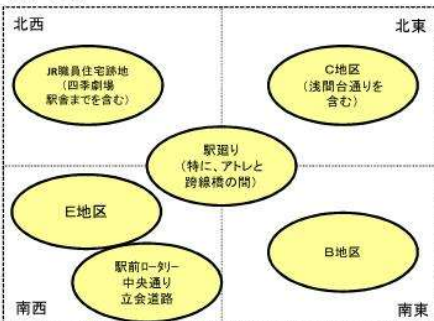 北西
北東
JR職員住宅跡地
(四季劇場
駅舎までを含む)
C地区
(浅間台通りを
含む)
駅廻り
(特に、アトレと
跨線橋の間)
E地区
B地区
駅前ロータリー
中央通り
立会道路
南西
南東